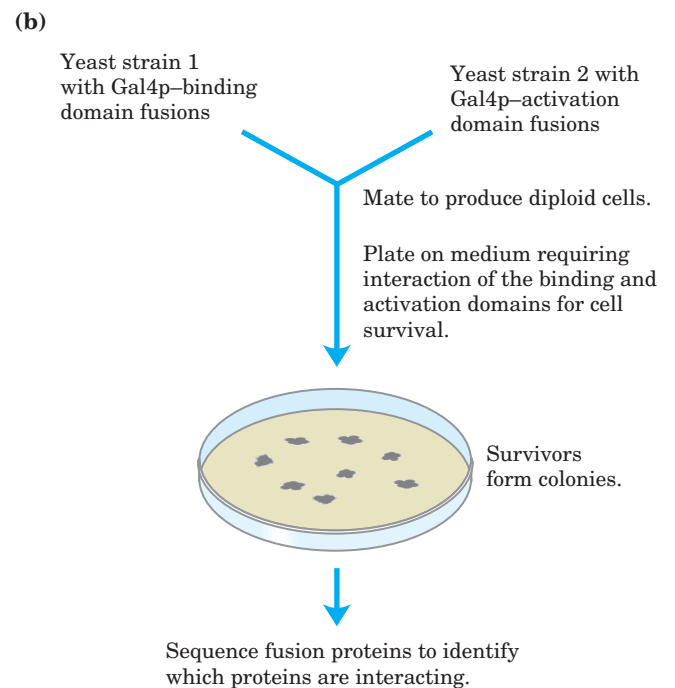 (b)
Yeast strain 1
with Gal4p–binding
domain fusions
Yeast strain 2 with
Gal4p–activation
domain fusions
Mate to produce diploid cells.
Plate on medium requiring
interaction of the binding and
activation domains for cell
survival.
Survivors
form colonies.
Sequence fusion proteins to identify
which proteins are interacting.